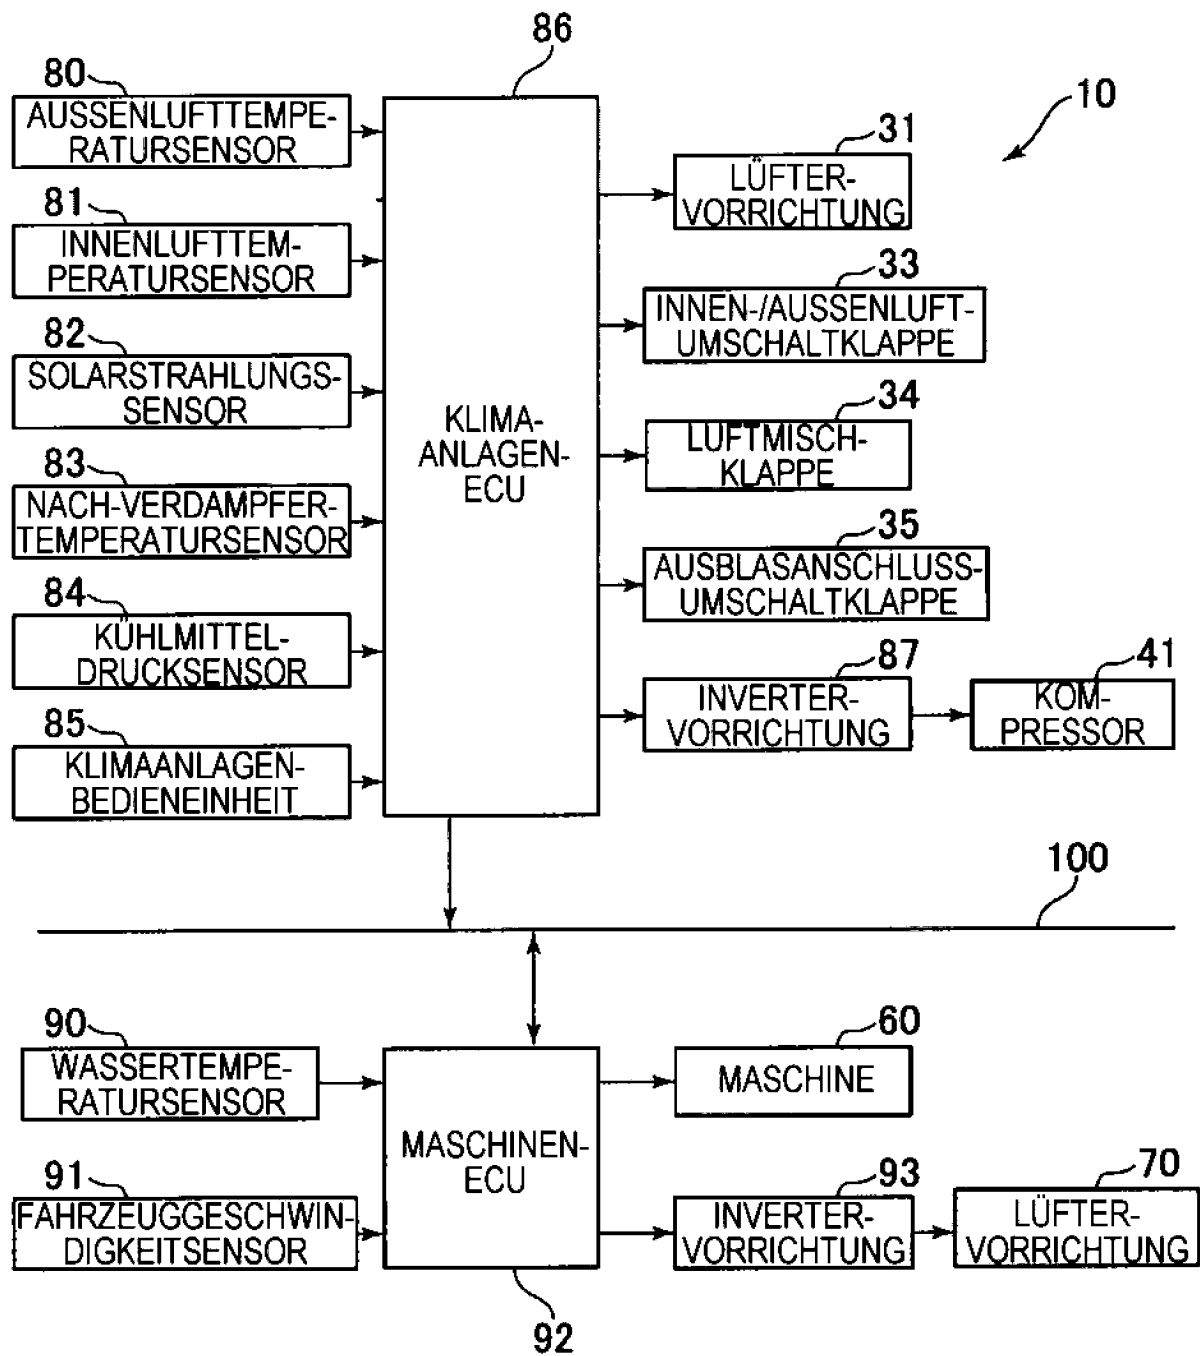 86
80
AUSSENLUFTTEMPE-
RATURSENSOR
10
31
LÜFTER-
VORRICHTUNG
81
INNENLUFTTEM-
PERATURSENSOR
33
INNEN-/AUSSENLUFT-
UMSCHALTKLAPPE
82
SOLARSTRAHLUNGS-
SENSOR
KLIMA-
ANLAGEN-
ECU
34
LUFTMISCH-
KLAPPE
83
NACH-VERDAMPFER-
TEMPERATURSENSOR
35
AUSBLASANSCHLUSS-
UMSCHALTKLAPPE
84
KÜHLMITTEL-
DRUCKSENSOR
87
INVERTER-
VORRICHTUNG
41
KOM-
PRESSOR
85
KLIMAANLAGEN-
BEDIENEINHEIT
100
90
WASSERTEMPE-
RATURSENSOR
60
MASCHINE
MASCHINEN-
ECU
91
FAHRZEUGGESCHWIN-
DIGKEITSENSOR
93
INVERTER-
VORRICHTUNG
70
LÜFTER-
VORRICHTUNG
92